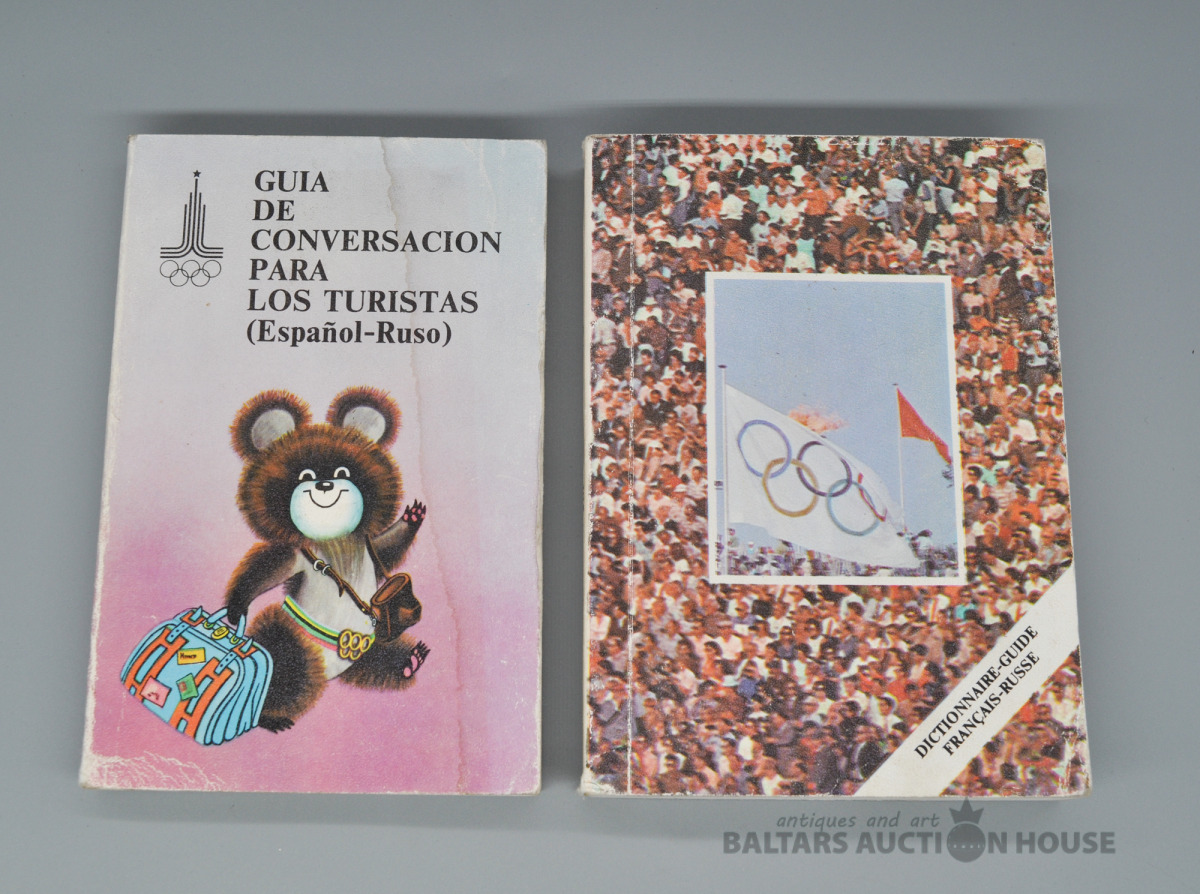 GUIA
DE
CONVERSACION
PARA
LOS TURISTAS
(Español-Ruso)
DICTIONNAIRE-GUIDE
FRANÇAIS-RUSSE
antiques and art
BALTARS AUCTION HOUSE